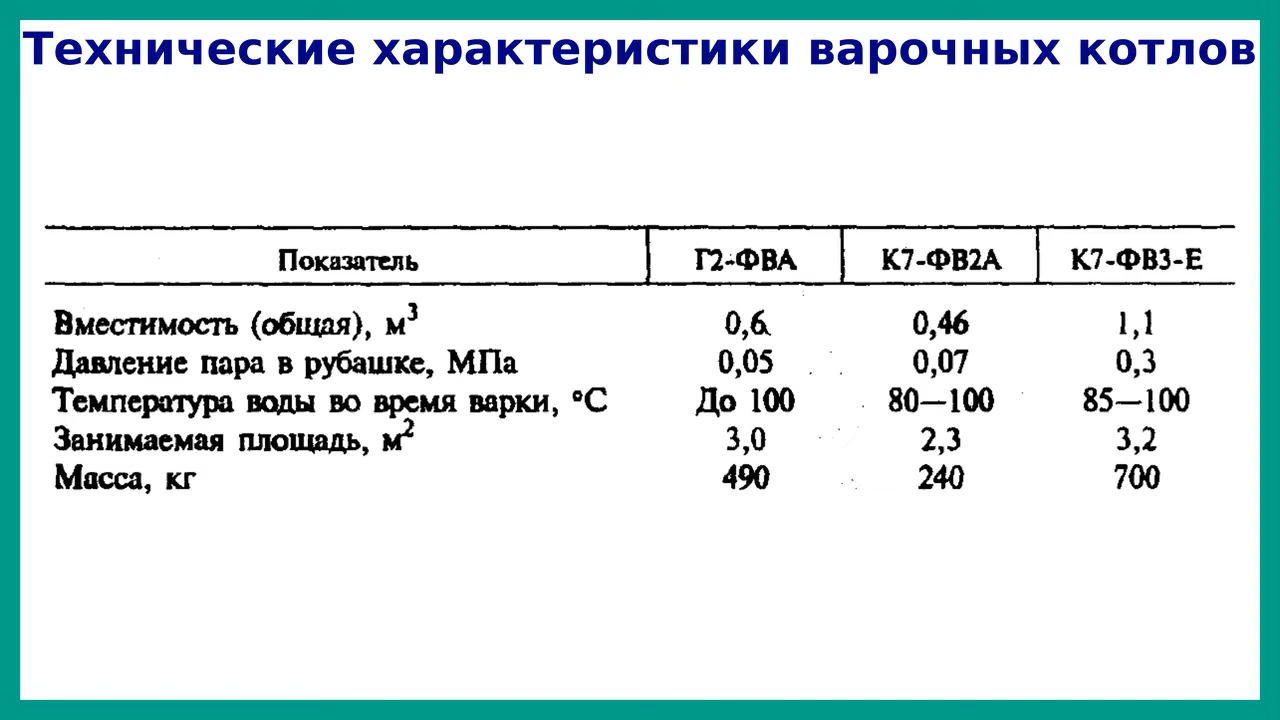 Технические характеристики варочных котлов
Показатель Г2-ФВА К7-ФВ2А К7-ФВ3-Е
Вместимость (общая), м³ 0,6 0,46 1,1
Давление пара в рубашке, МПа 0,05 0,07 0,3
Температура воды во время варки, °С До 100 80—100 85—100
Занимаемая площадь, м² 3,0 2,3 3,2
Масса, кг 490 240 700